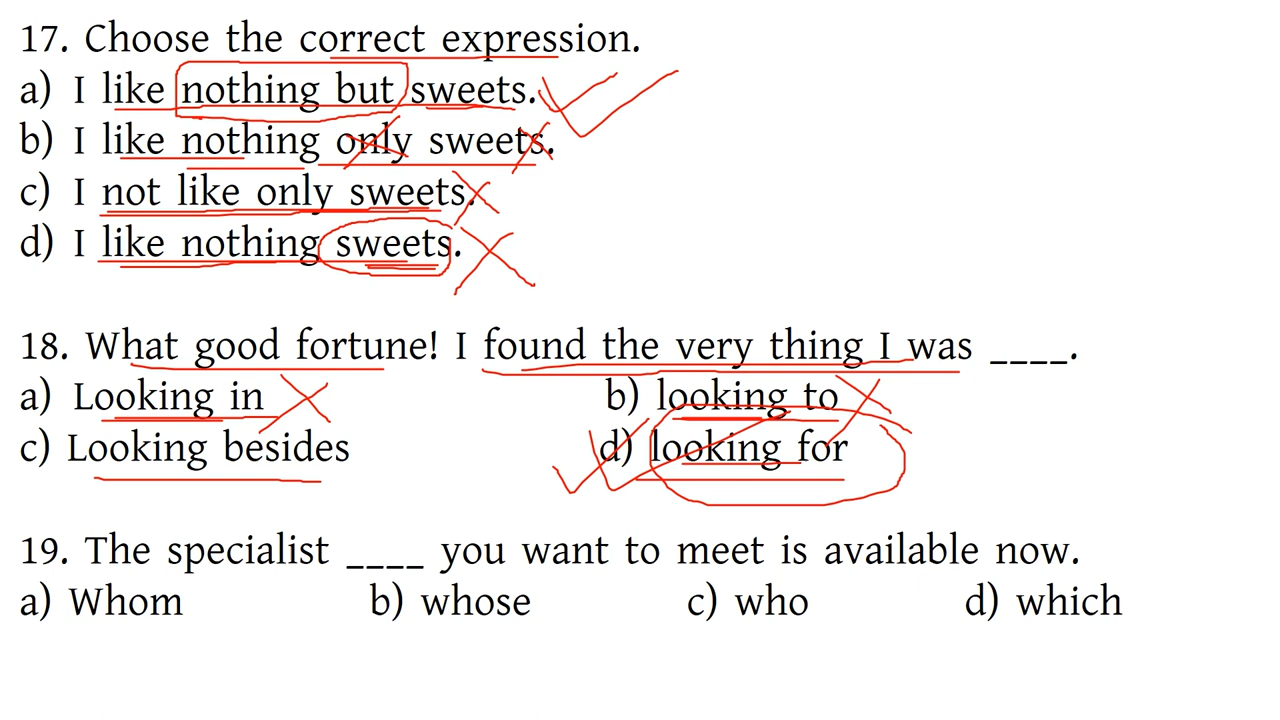 17. Choose the correct expression.
a) I like nothing but sweets.
b) I like nothing only sweets.
c) I not like only sweets.
d) I like nothing sweets.
18. What good fortune! I found the very thing I was ____.
a) Looking in b) looking to
c) Looking besides d) looking for
19. The specialist ____ you want to meet is available now.
a) Whom b) whose c) who d) which